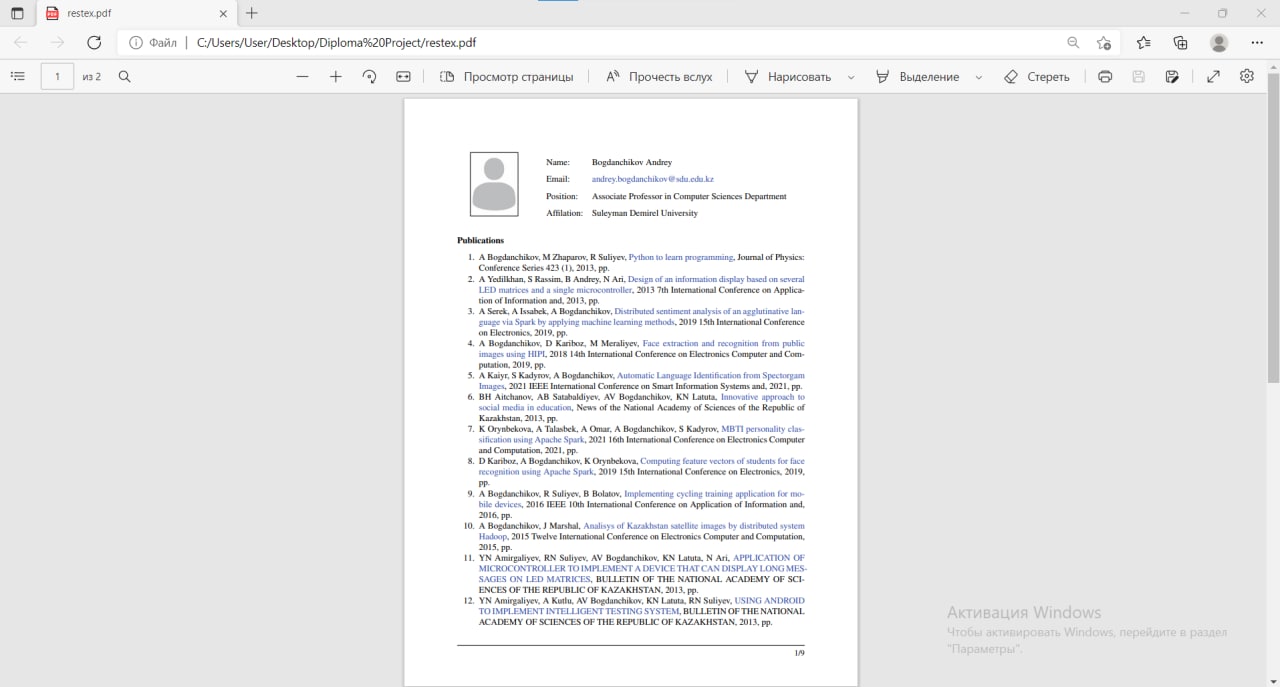 restex.pdf
Файл
C:/Users/User/Desktop/Diploma%20Project/restex.pdf
1 из 2
Просмотр страницы
Прочесть вслух
Нарисовать
Выделение
Стереть
Name: Bogdanchikov Andrey
Email: andrey.bogdanchikov@sdu.edu.kz
Position: Associate Professor in Computer Sciences Department
Affilation: Suleyman Demirel University
Publications
1. A Bogdanchikov, M Zhaparov, R Suliyev, Python to learn programming, Journal of Physics:
Conference Series 423 (1), 2013, pp.
2. A Yedilkhan, S Rassim, B Andrey, N Ari, Design of an information display based on several
LED matrices and a single microcontroller, 2013 7th International Conference on Applica-
tion of Information and, 2013, pp.
3. A Serek, A Issabek, A Bogdanchikov, Distributed sentiment analysis of an agglutinative lan-
guage via Spark by applying machine learning methods, 2019 15th International Conference
on Electronics, 2019, pp.
4. A Bogdanchikov, D Kariboz, M Meraliyev, Face extraction and recognition from public
images using HIPI, 2018 14th International Conference on Electronics Computer and Com-
putation, 2019, pp.
5. A Kaiyr, S Kadyrov, A Bogdanchikov, Automatic Language Identification from Spectorgam
Images, 2021 IEEE International Conference on Smart Information Systems and, 2021, pp.
6. BH Aitchanov, AB Satabaldiyev, AV Bogdanchikov, KN Latuta, Innovative approach to
social media in education, News of the National Academy of Sciences of the Republic of
Kazakhstan, 2013, pp.
7. K Orynbekova, A Talasbek, A Omar, A Bogdanchikov, S Kadyrov, MBTI personality clas-
sification using Apache Spark, 2021 16th International Conference on Electronics Computer
and Computation, 2021, pp.
8. D Kariboz, A Bogdanchikov, K Orynbekova, Computing feature vectors of students for face
recognition using Apache Spark, 2019 15th International Conference on Electronics, 2019,
pp.
9. A Bogdanchikov, R Suliyev, B Bolatov, Implementing cycling training application for mo-
bile devices, 2016 IEEE 10th International Conference on Application of Information and,
2016, pp.
10. A Bogdanchikov, J Marshal, Analisys of Kazakhstan satellite images by distributed system
Hadoop, 2015 Twelve International Conference on Electronics Computer and Computation,
2015, pp.
11. YN Amirgaliyev, RN Suliyev, AV Bogdanchikov, KN Latuta, N Ari, APPLICATION OF
MICROCONTROLLER TO IMPLEMENT A DEVICE THAT CAN DISPLAY LONG MES-
SAGES ON LED MATRICES, BULLETIN OF THE NATIONAL ACADEMY OF SCI-
ENCES OF THE REPUBLIC OF KAZAKHSTAN, 2013, pp.
12. YN Amirgaliyev, A Kutlu, AV Bogdanchikov, KN Latuta, RN Suliyev, USING ANDROID
TO IMPLEMENT INTELLIGENT TESTING SYSTEM, BULLETIN OF THE NATIONAL
ACADEMY OF SCIENCES OF THE REPUBLIC OF KAZAKHSTAN, 2013, pp.
1/9
Активация Windows
Чтобы активировать Windows, перейдите в раздел
"Параметры".